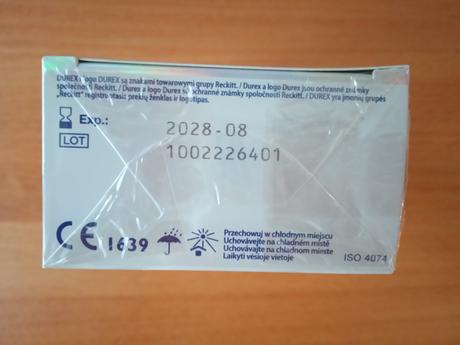 DUREX i logo DUREX są znakami towarowymi grupy Reckitt. / Durex a logo Durex jsou ochranné známky
společnosti Reckitt. / Durex a logo Durex sú ochranné známky spoločnosti Reckitt. / DUREX yra įmonių grupės
„Reckitt" registruotasis prekių ženklas ir logotipas.
Exp.: 2028-08
LOT 1002226401
CE 1639
Przechowuj w chłodnym miejscu
Uchovávejte na chladném místě
Uchovávajte na chladnom mieste
Laikyti vėsioje vietoje
ISO 4074